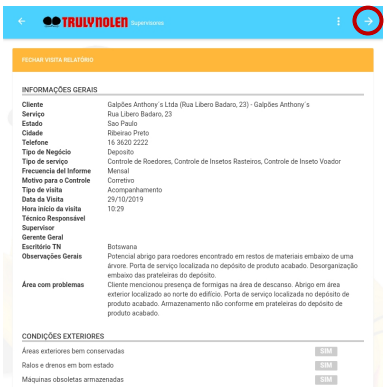 TRULY NOLEN Supervisores
FECHAR VISITA RELATÓRIO
INFORMAÇÕES GERAIS
Cliente Galpões Anthony´s Ltda (Rua Libero Badaro, 23) - Galpões Anthony´s
Serviço Rua Libero Badaro, 23
Estado Sao Paulo
Cidade Ribeirao Preto
Telefone 16 3620 2222
Tipo de Negócio Deposito
Tipo de serviço Controle de Roedores, Controle de Insetos Rasteiros, Controle de Inseto Voador
Frecuencia del Informe Mensal
Motivo para o Controle Corretivo
Tipo de visita Acompanhamento
Data da Visita 29/10/2019
Hora início da visita 10:29
Técnico Responsável
Supervisor
Gerente Geral
Escritório TN Botswana
Observações Gerais Potencial abrigo para roedores encontrado em restos de materiais embaixo de uma
árvore. Porta de serviço localizada no depósito de produto acabado. Desorganização
embaixo das prateleiras do depósito.
Área com problemas Cliente mencionou presença de formigas na área de descanso. Abrigo em área
exterior localizado ao norte do edifício. Porta de serviço localizada no depósito de
produto acabado. Armazenamento não conforme em prateleiras do depósito de
produto acabado.
CONDIÇÕES EXTERIORES
Áreas exteriores bem conservadas SIM
Ralos e drenos em bom estado SIM
Máquinas obsoletas armazenadas SIM